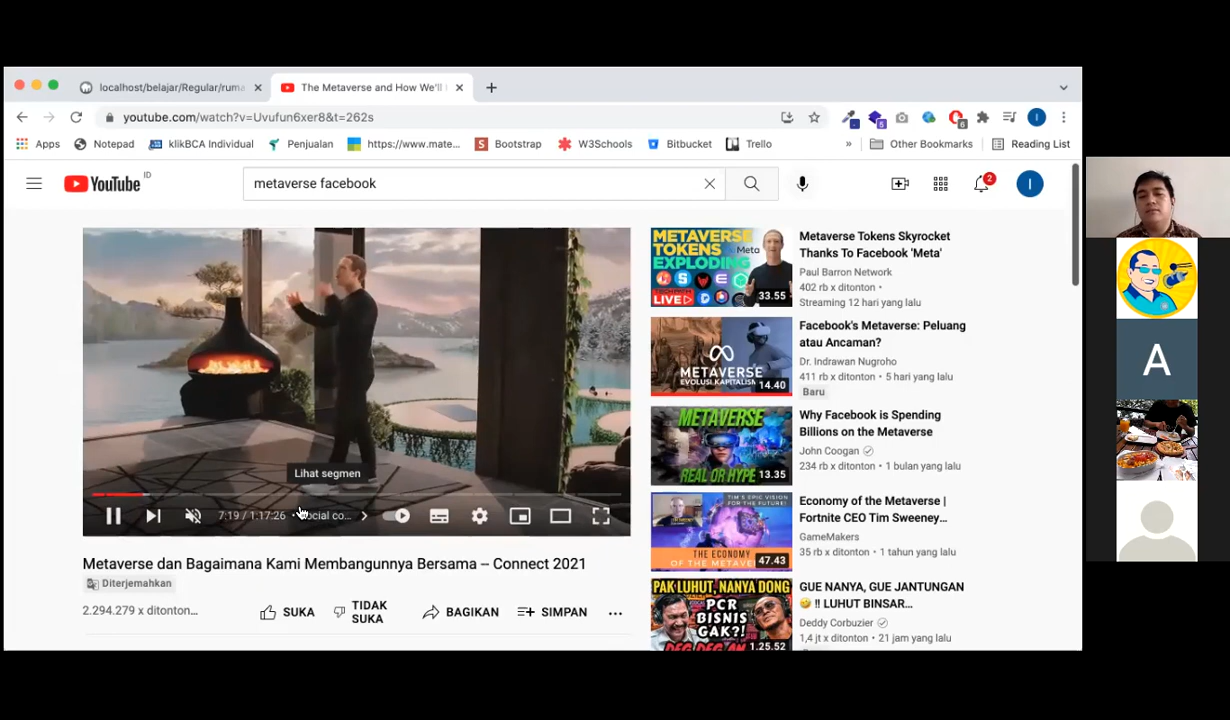 localhost/belajar/Regular/ruma
The Metaverse and How We'll
youtube.com/watch?v=Uvufun6xer8&t=262s
Apps
Notepad
klikBCA Individual
Penjualan
https://www.mate...
Bootstrap
W3Schools
Bitbucket
Trello
»
Other Bookmarks
Reading List
YouTube ID
metaverse facebook
2
I
Lihat segmen
7:19 / 1:17:26 •
ocial co...
Metaverse dan Bagaimana Kami Membangunnya Bersama -- Connect 2021
Diterjemahkan
2.294.279 x ditonton...
SUKA
TIDAK
SUKA
BAGIKAN
SIMPAN
METAVERSE
TOKENS
Meta
EXPLODING
LIVE
33.55
Metaverse Tokens Skyrocket
Thanks To Facebook 'Meta'
Paul Barron Network
402 rb x ditonton •
Streaming 12 hari yang lalu
METAVERSE
EVOLUSI KAPITALISM
14.40
Facebook's Metaverse: Peluang
atau Ancaman?
Dr. Indrawan Nugroho
411 rb x ditonton • 5 hari yang lalu
Baru
METAVERSE
REAL OR HYPE
13.35
Why Facebook is Spending
Billions on the Metaverse
John Coogan
234 rb x ditonton • 1 bulan yang lalu
TIM'S EPIC VISION
FOR THE FUTURE!
THE ECONOMY
OF THE METAVER
47.43
Economy of the Metaverse |
Fortnite CEO Tim Sweeney...
GameMakers
35 rb x ditonton • 1 tahun yang lalu
PAK LUHUT, NANYA DONG
PCR
BISNIS
GAK?!
DEG DEG AN
1.25.52
GUE NANYA, GUE JANTUNGAN
🤣 ‼ LUHUT BINSAR...
Deddy Corbuzier
1,4 jt x ditonton • 21 jam yang lalu
A